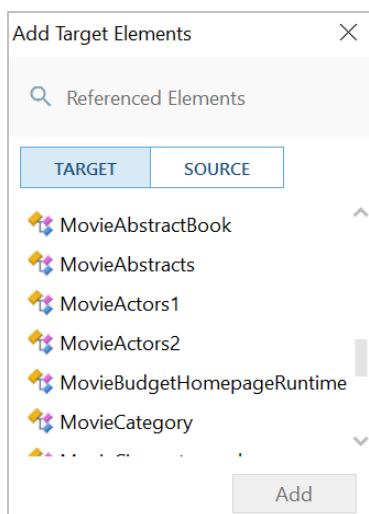 Add Target Elements
Referenced Elements
TARGET SOURCE
MovieAbstractBook
MovieAbstracts
MovieActors1
MovieActors2
MovieBudgetHomepageRuntime
MovieCategory
Add